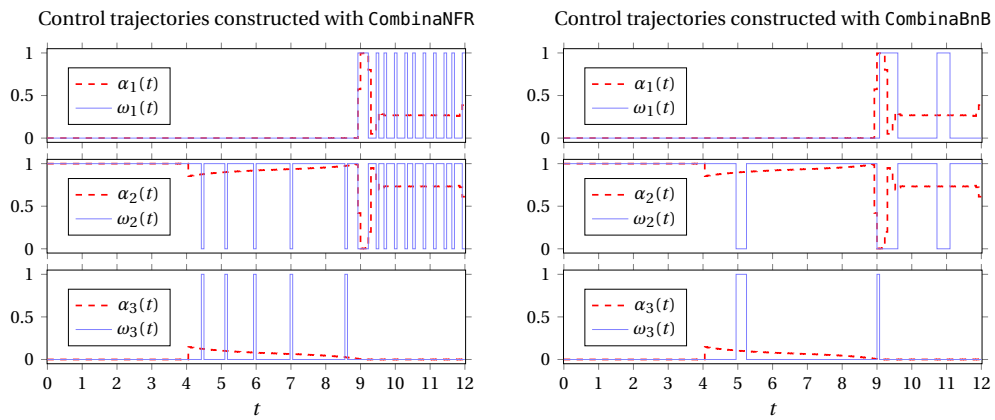 Control trajectories constructed with CombinaNFR
1
0.5
0
α₁(t)
ω₁(t)
1
0.5
0
α₂(t)
ω₂(t)
1
0.5
0
α₃(t)
ω₃(t)
0 1 2 3 4 5 6 7 8 9 10 11 12
t
Control trajectories constructed with CombinaBnB
1
0.5
0
α₁(t)
ω₁(t)
1
0.5
0
α₂(t)
ω₂(t)
1
0.5
0
α₃(t)
ω₃(t)
0 1 2 3 4 5 6 7 8 9 10 11 12
t